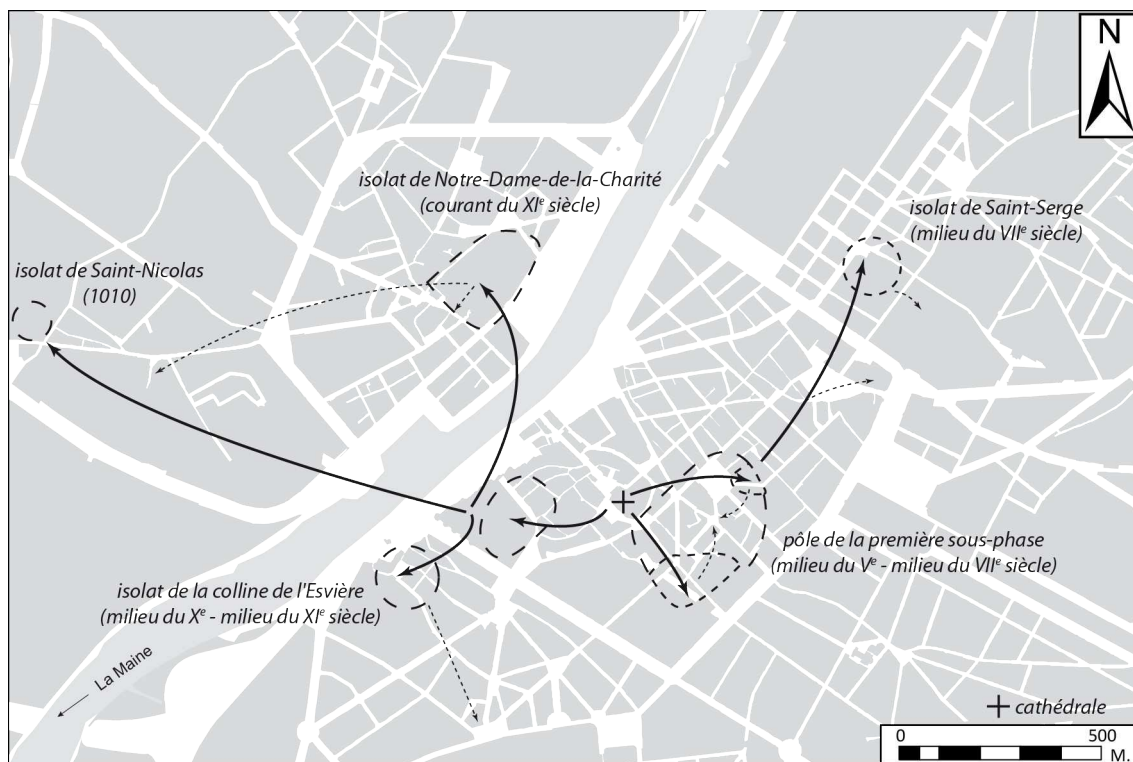 N
isolat de Notre-Dame-de-la-Charité
(courant du XIe siècle)
isolat de Saint-Serge
(milieu du VIIe siècle)
isolat de Saint-Nicolas
(1010)
pôle de la première sous-phase
(milieu du Ve - milieu du VIIe siècle)
isolat de la colline de l'Esvière
(milieu du Xe - milieu du XIe siècle)
La Maine
cathédrale
0 500
M.